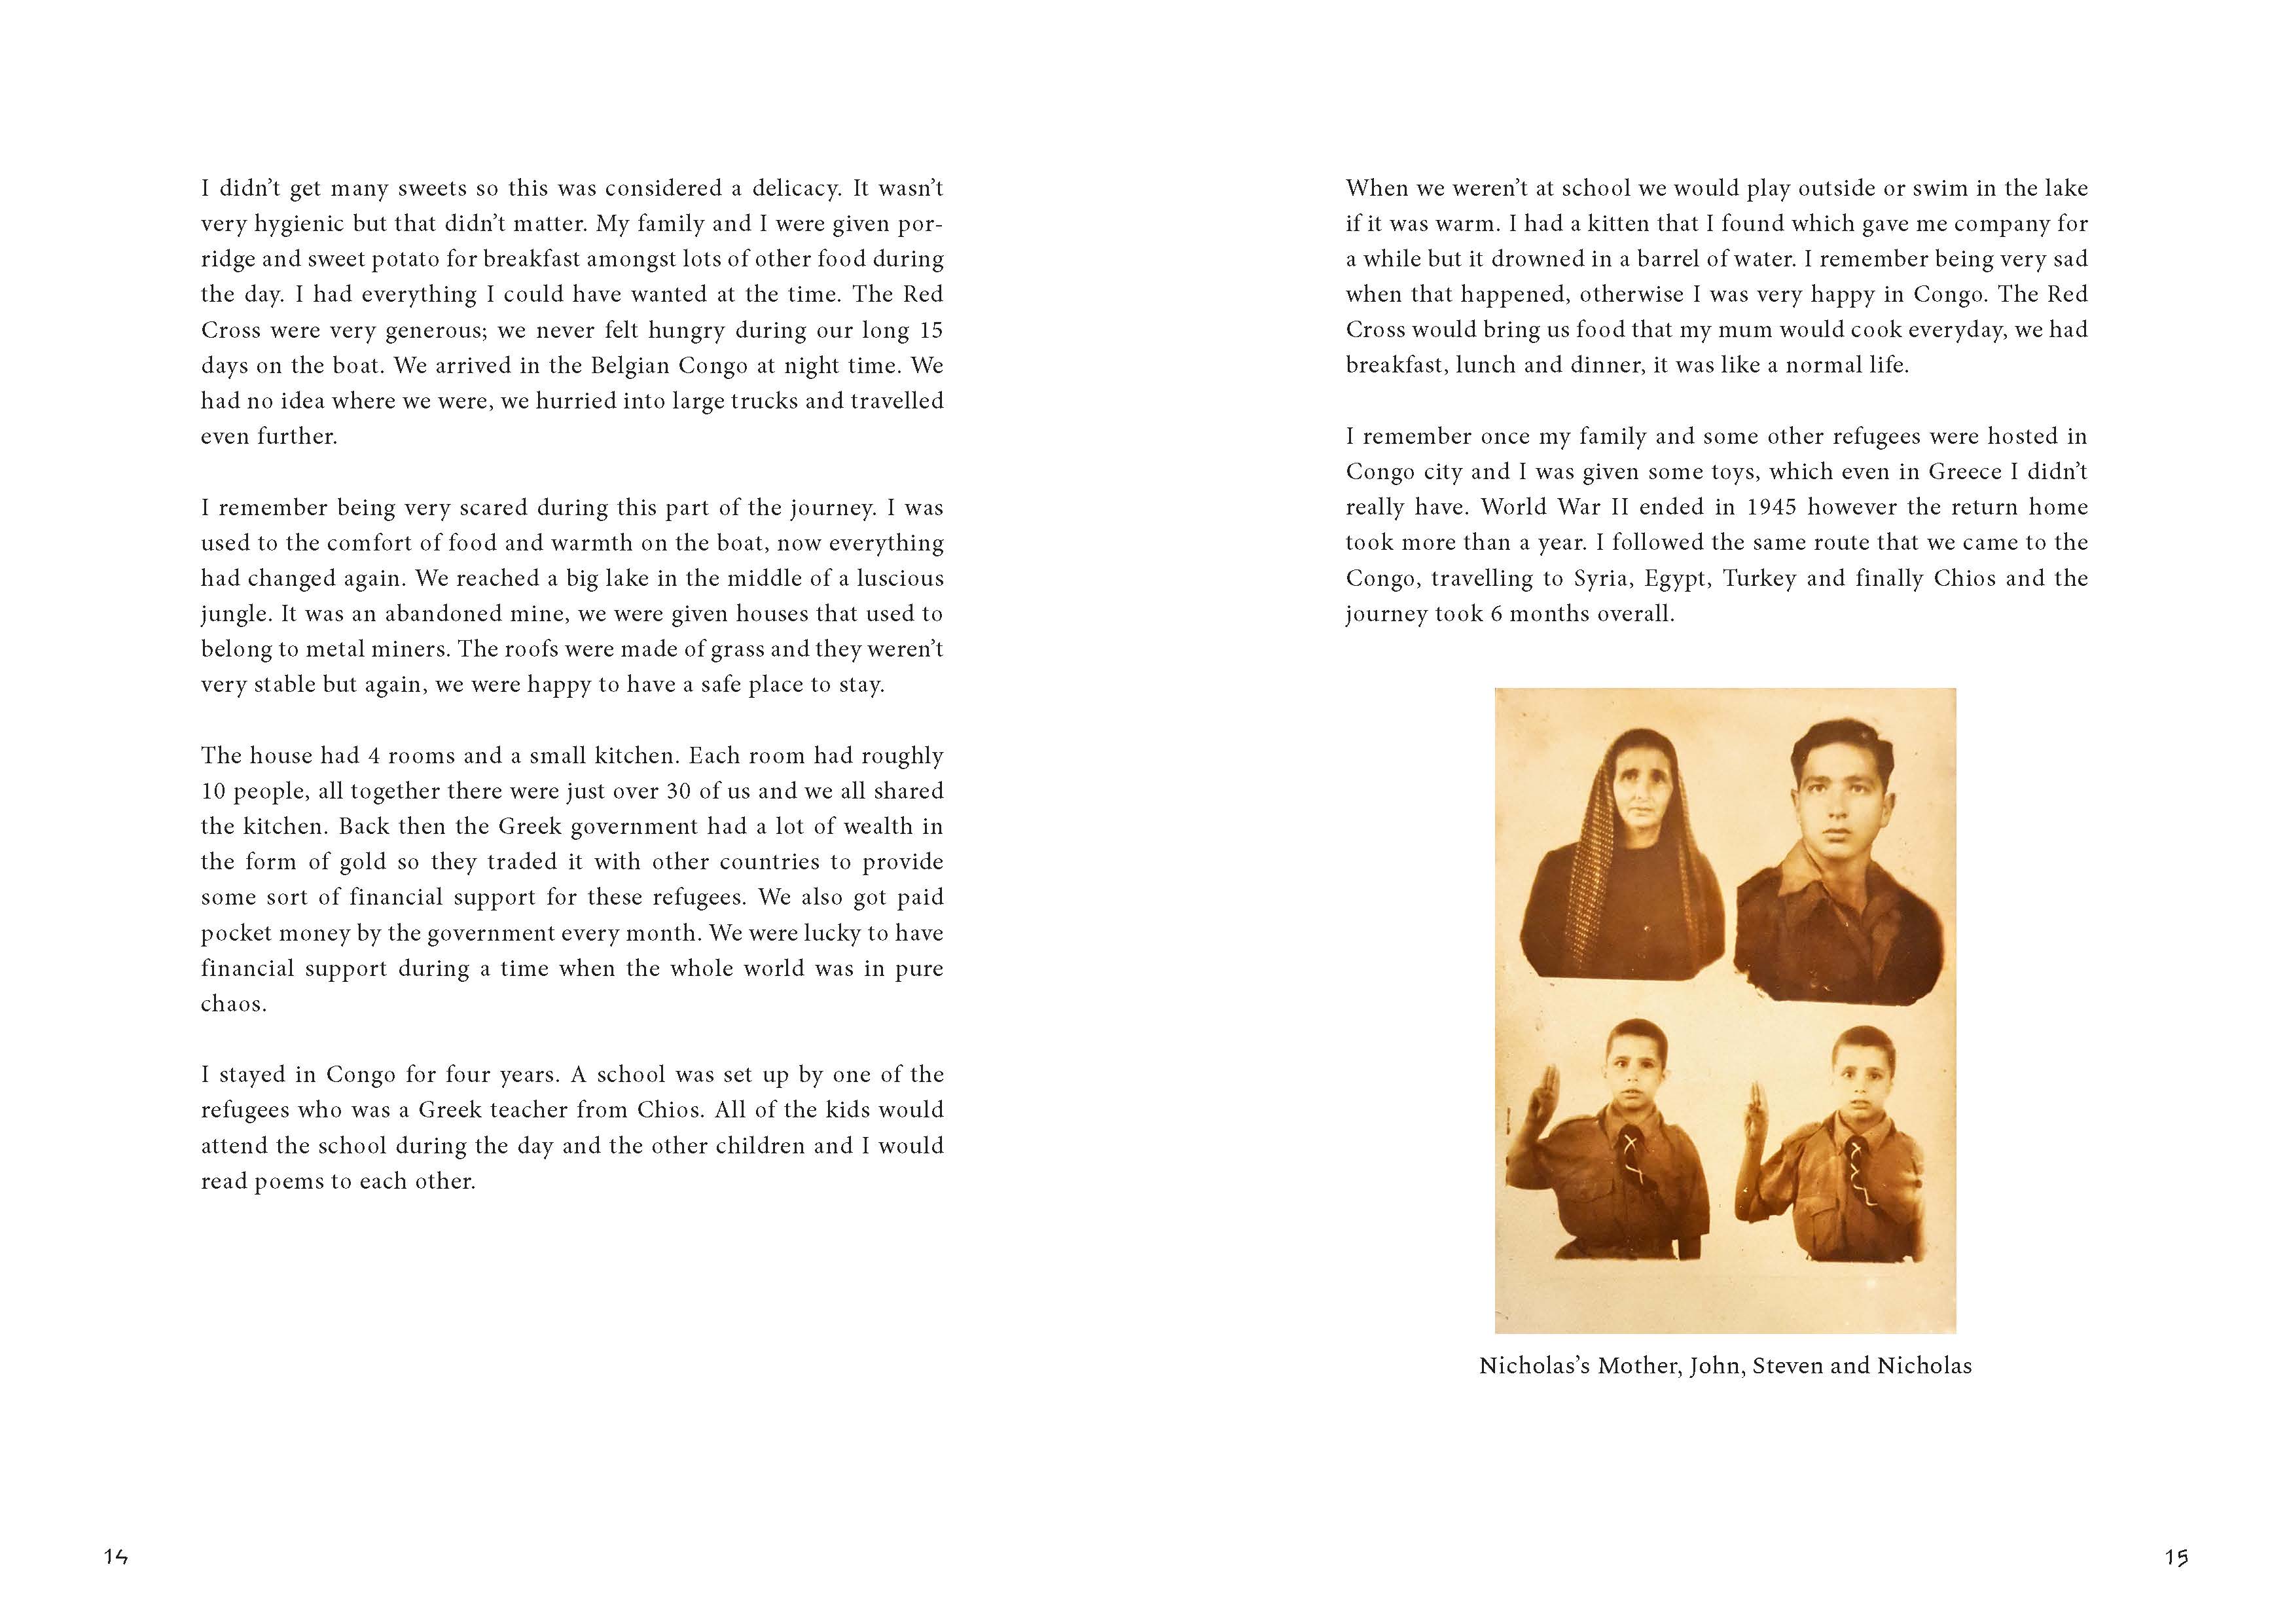 I didn’t get many sweets so this was considered a delicacy. It wasn’t
very hygienic but that didn’t matter. My family and I were given por-
ridge and sweet potato for breakfast amongst lots of other food during
the day. I had everything I could have wanted at the time. The Red
Cross were very generous; we never felt hungry during our long 15
days on the boat. We arrived in the Belgian Congo at night time. We
had no idea where we were, we hurried into large trucks and travelled
even further.
I remember being very scared during this part of the journey. I was
used to the comfort of food and warmth on the boat, now everything
had changed again. We reached a big lake in the middle of a luscious
jungle. It was an abandoned mine, we were given houses that used to
belong to metal miners. The roofs were made of grass and they weren’t
very stable but again, we were happy to have a safe place to stay.
The house had 4 rooms and a small kitchen. Each room had roughly
10 people, all together there were just over 30 of us and we all shared
the kitchen. Back then the Greek government had a lot of wealth in
the form of gold so they traded it with other countries to provide
some sort of financial support for these refugees. We also got paid
pocket money by the government every month. We were lucky to have
financial support during a time when the whole world was in pure
chaos.
I stayed in Congo for four years. A school was set up by one of the
refugees who was a Greek teacher from Chios. All of the kids would
attend the school during the day and the other children and I would
read poems to each other.
14
When we weren’t at school we would play outside or swim in the lake
if it was warm. I had a kitten that I found which gave me company for
a while but it drowned in a barrel of water. I remember being very sad
when that happened, otherwise I was very happy in Congo. The Red
Cross would bring us food that my mum would cook everyday, we had
breakfast, lunch and dinner, it was like a normal life.
I remember once my family and some other refugees were hosted in
Congo city and I was given some toys, which even in Greece I didn’t
really have. World War II ended in 1945 however the return home
took more than a year. I followed the same route that we came to the
Congo, travelling to Syria, Egypt, Turkey and finally Chios and the
journey took 6 months overall.
Nicholas’s Mother, John, Steven and Nicholas
15